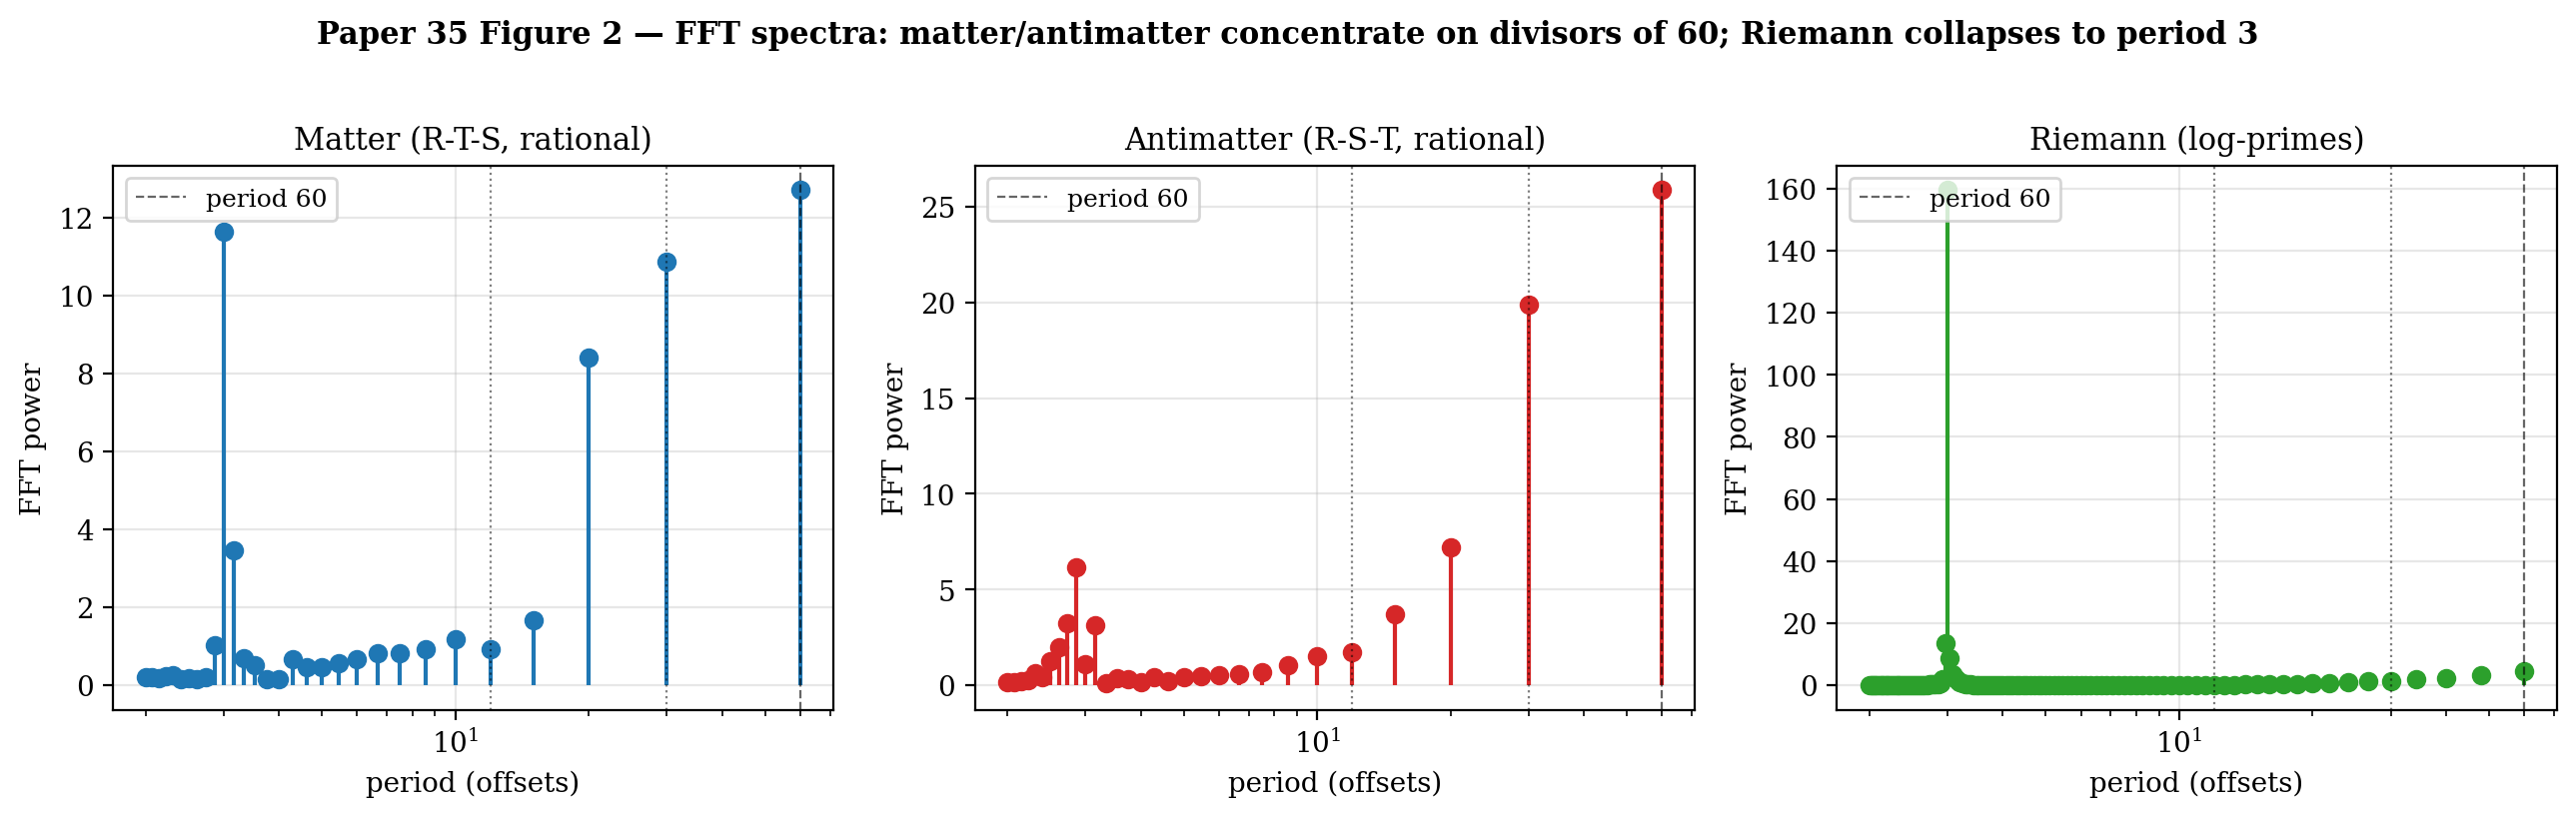 Paper 35 Figure 2 — FFT spectra: matter/antimatter concentrate on divisors of 60; Riemann collapses to period 3
Matter (R-T-S, rational)
period 60
12
10
8
6
4
2
0
FFT power
10¹
period (offsets)
Antimatter (R-S-T, rational)
period 60
25
20
15
10
5
0
FFT power
10¹
period (offsets)
Riemann (log-primes)
period 60
160
140
120
100
80
60
40
20
0
FFT power
10¹
period (offsets)